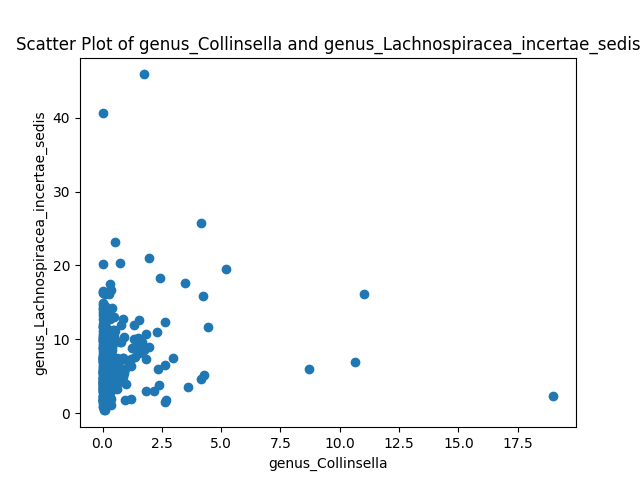 Scatter Plot of genus_Collinsella and genus_Lachnospiracea_incertae_sedis
genus_Lachnospiracea_incertae_sedis
40
30
20
10
0
0.0 2.5 5.0 7.5 10.0 12.5 15.0 17.5
genus_Collinsella